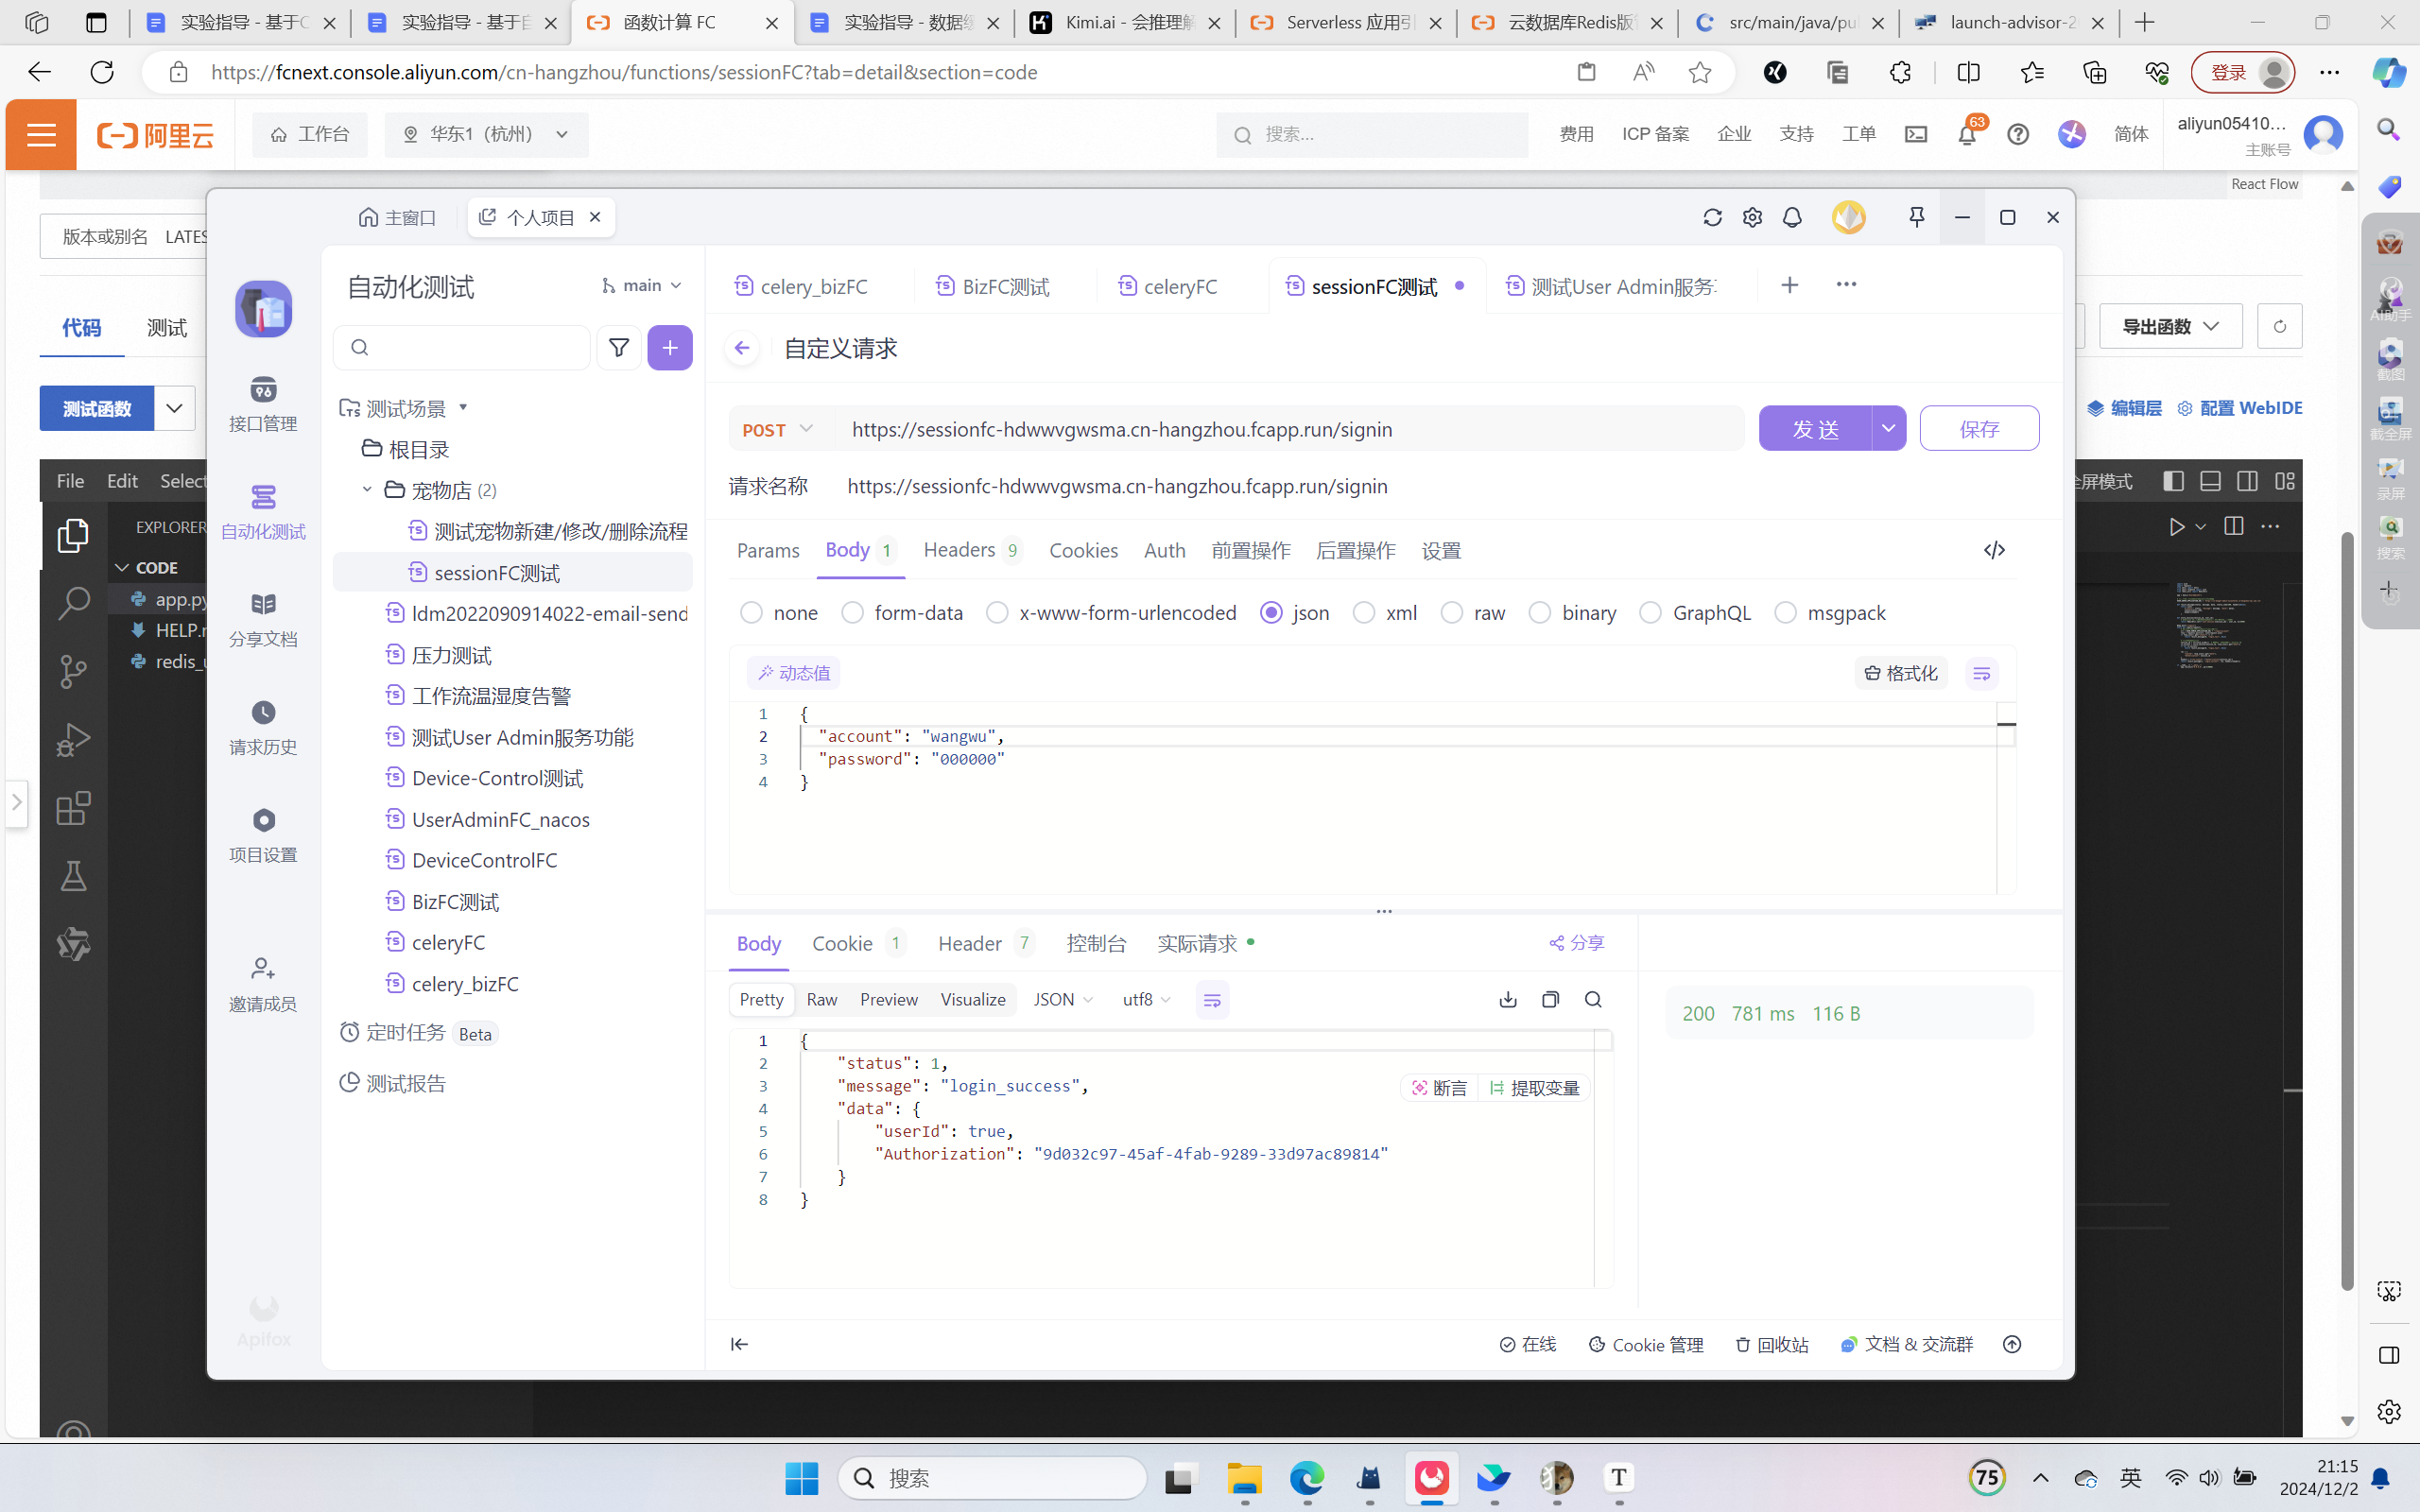 实验指导 - 基于C
实验指导 - 基于自
函数计算 FC
实验指导 - 数据纟
Kimi.ai - 会推理解
Serverless 应用引
云数据库Redis版
src/main/java/pu
launch-advisor-2
https://fcnext.console.aliyun.com/cn-hangzhou/functions/sessionFC?tab=detail&section=code
登录
阿里云
工作台
华东1（杭州）
搜索...
费用
ICP 备案
企业
支持
工单
63
简体
aliyun05410...
主账号
React Flow
版本或别名 LATES
代码
测试
导出函数
测试函数
编辑层
配置 WebIDE
File Edit Select
全屏模式
EXPLORER
CODE
app.py
HELP.r
redis_u
主窗口
个人项目
自动化测试
main
接口管理
自动化测试
分享文档
请求历史
项目设置
邀请成员
Apifox
测试场景
根目录
宠物店 (2)
测试宠物新建/修改/删除流程
sessionFC测试
ldm2022090914022-email-send
压力测试
工作流温湿度告警
测试User Admin服务功能
Device-Control测试
UserAdminFC_nacos
DeviceControlFC
BizFC测试
celeryFC
celery_bizFC
定时任务 Beta
测试报告
celery_bizFC
BizFC测试
celeryFC
sessionFC测试
测试User Admin服务
自定义请求
POST
https://sessionfc-hdwwvgwsma.cn-hangzhou.fcapp.run/signin
发 送
保存
请求名称
https://sessionfc-hdwwvgwsma.cn-hangzhou.fcapp.run/signin
Params
Body 1
Headers 9
Cookies
Auth
前置操作
后置操作
设置
none
form-data
x-www-form-urlencoded
json
xml
raw
binary
GraphQL
msgpack
动态值
格式化
1 {
2 "account": "wangwu",
3 "password": "000000"
4 }
Body
Cookie 1
Header 7
控制台
实际请求
分享
Pretty
Raw
Preview
Visualize
JSON
utf8
200 781 ms 116 B
1 {
2 "status": 1,
3 "message": "login_success",
4 "data": {
5 "userId": true,
6 "Authorization": "9d032c97-45af-4fab-9289-33d97ac89814"
7 }
8 }
断言
提取变量
在线
Cookie 管理
回收站
文档 & 交流群
AI助手
截图
截全屏
录屏
搜索
搜索
75
英
21:15
2024/12/2